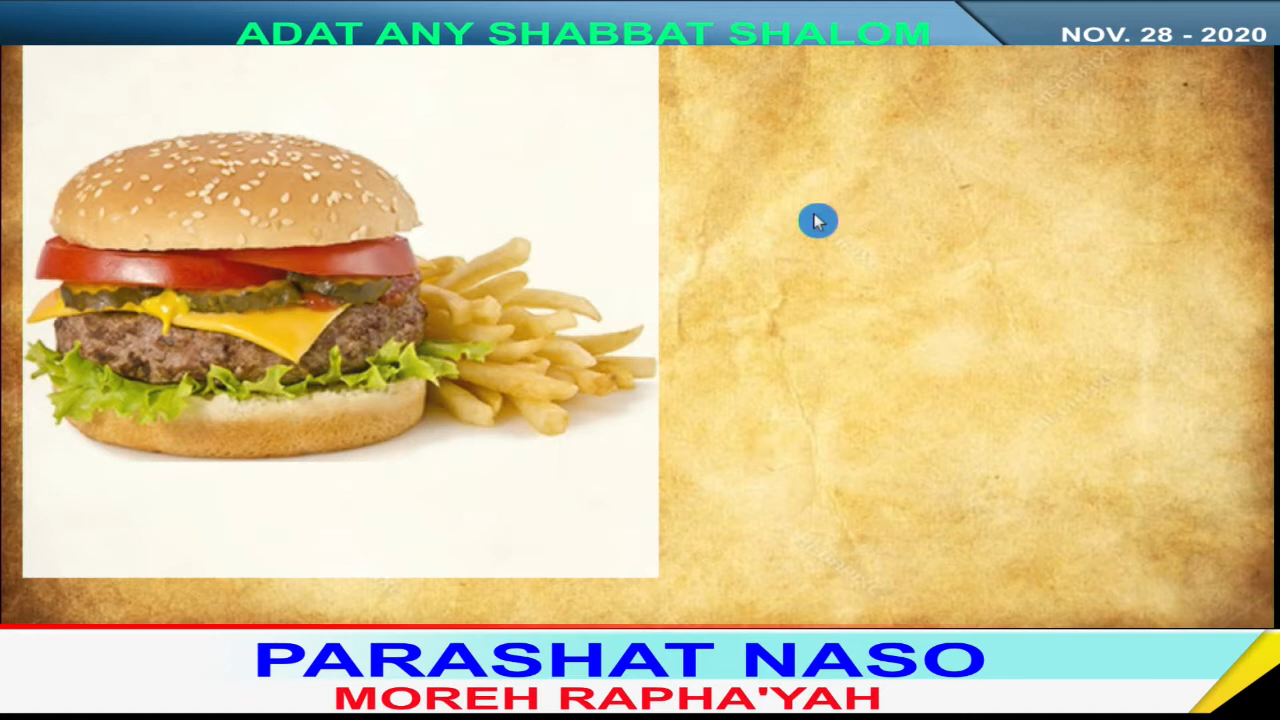 ADAT ANY SHABBAT SHALOM
NOV. 28 - 2020
PARASHAT NASO
MOREH RAPHA'YAH